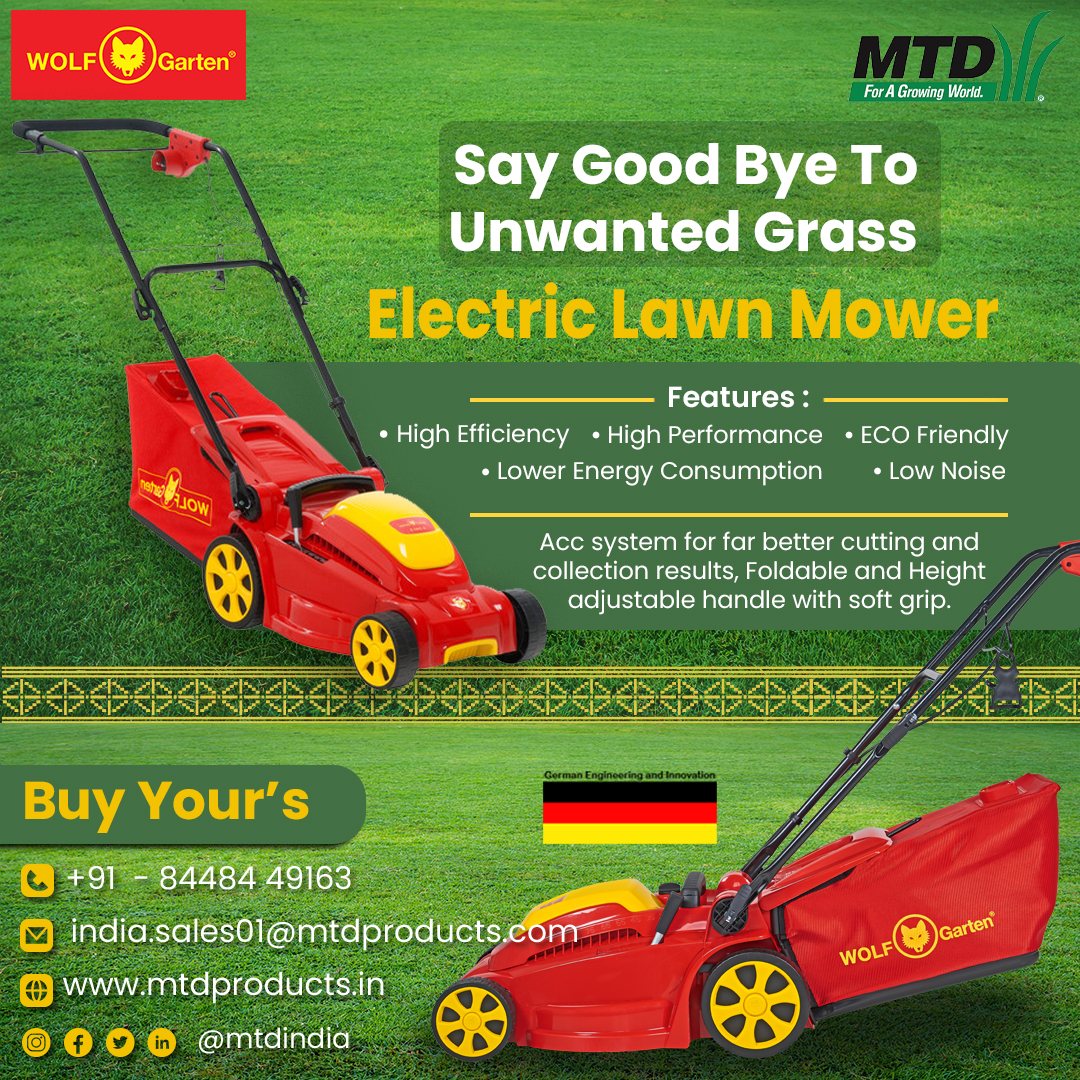 WOLF Garten®
MTD
For A Growing World.
®
Say Good Bye To
Unwanted Grass
Electric Lawn Mower
Features :
• High Efficiency • High Performance • ECO Friendly
• Lower Energy Consumption • Low Noise
Acc system for far better cutting and
collection results, Foldable and Height
adjustable handle with soft grip.
WOLF Garten
German Engineering and Innovation
Buy Your's
+91 - 84484 49163
india.sales01@mtdproducts.com
www.mtdproducts.in
@mtdindia
WOLF Garten®